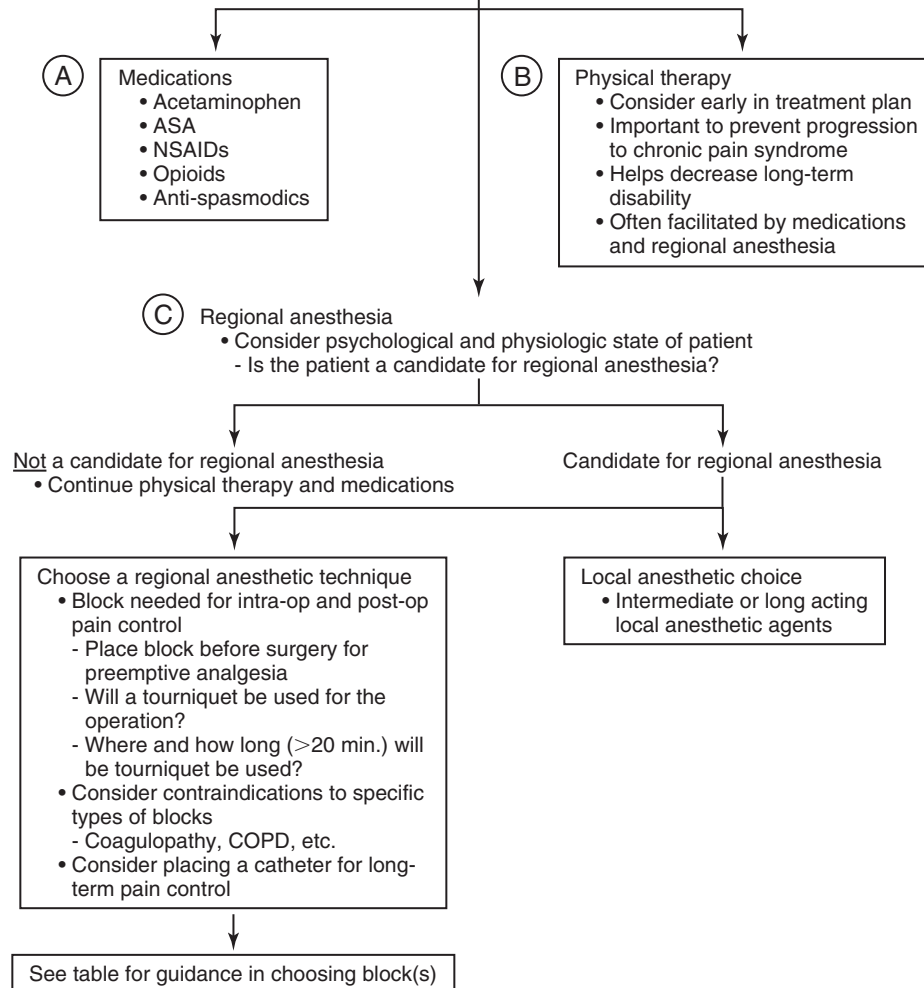 A
Medications
• Acetaminophen
• ASA
• NSAIDs
• Opioids
• Anti-spasmodics
B
Physical therapy
• Consider early in treatment plan
• Important to prevent progression
to chronic pain syndrome
• Helps decrease long-term
disability
• Often facilitated by medications
and regional anesthesia
C
Regional anesthesia
• Consider psychological and physiologic state of patient
- Is the patient a candidate for regional anesthesia?
Not a candidate for regional anesthesia
• Continue physical therapy and medications
Candidate for regional anesthesia
Choose a regional anesthetic technique
• Block needed for intra-op and post-op
pain control
- Place block before surgery for
preemptive analgesia
- Will a tourniquet be used for the
operation?
- Where and how long (>20 min.) will
be tourniquet be used?
• Consider contraindications to specific
types of blocks
- Coagulopathy, COPD, etc.
• Consider placing a catheter for long-
term pain control
Local anesthetic choice
• Intermediate or long acting
local anesthetic agents
See table for guidance in choosing block(s)